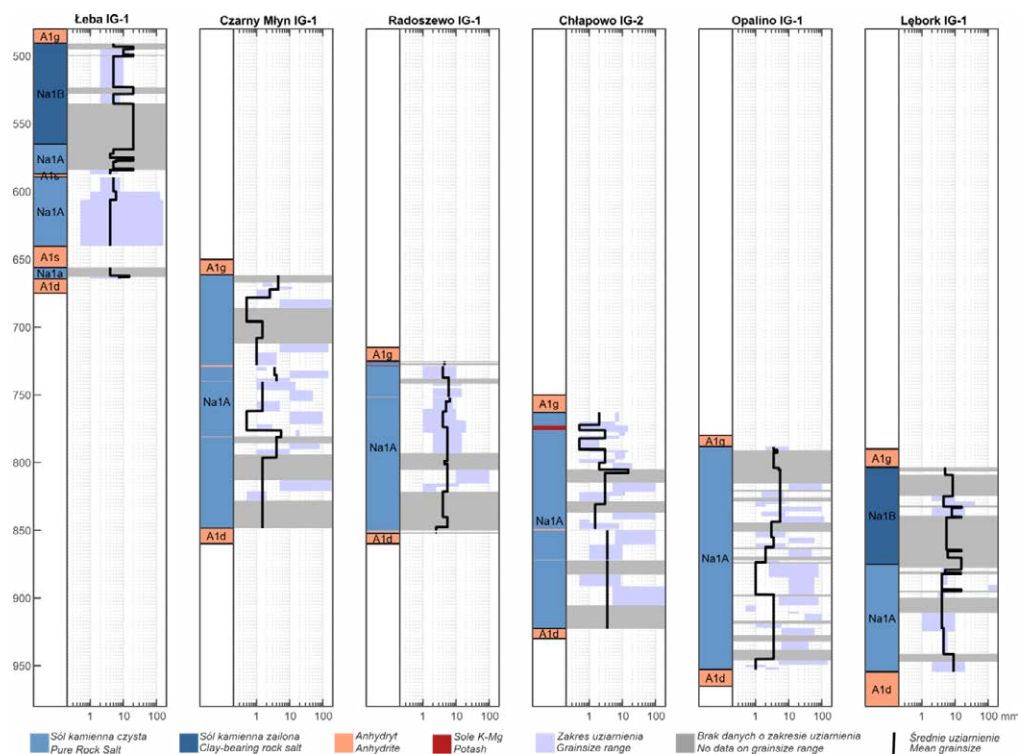 Łeba IG-1 Czarny Młyn IG-1 Radoszewo IG-1 Chłapowo IG-2 Opalino IG-1 Lębork IG-1
500
550
600
650
700
750
800
850
900
950
A1g
Na1B
Na1A
A1s
Na1A
A1s
Na1a
A1d
1 10 100
A1g
Na1A
A1d
1 10 100
A1g
Na1A
A1d
1 10 100
A1g
Na1A
A1d
1 10 100
A1g
Na1A
A1d
1 10 100
A1g
Na1B
Na1A
A1d
1 10 100 mm
Sól kamienna czysta
Pure Rock Salt
Sól kamienna zailona
Clay-bearing rock salt
Anhydryt
Anhydrite
Sole K-Mg
Potash
Zakres uziarnienia
Grainsize range
Brak danych o zakresie uziarnienia
No data on grainsize range
Średnie uziarnienie
Mean grainsize